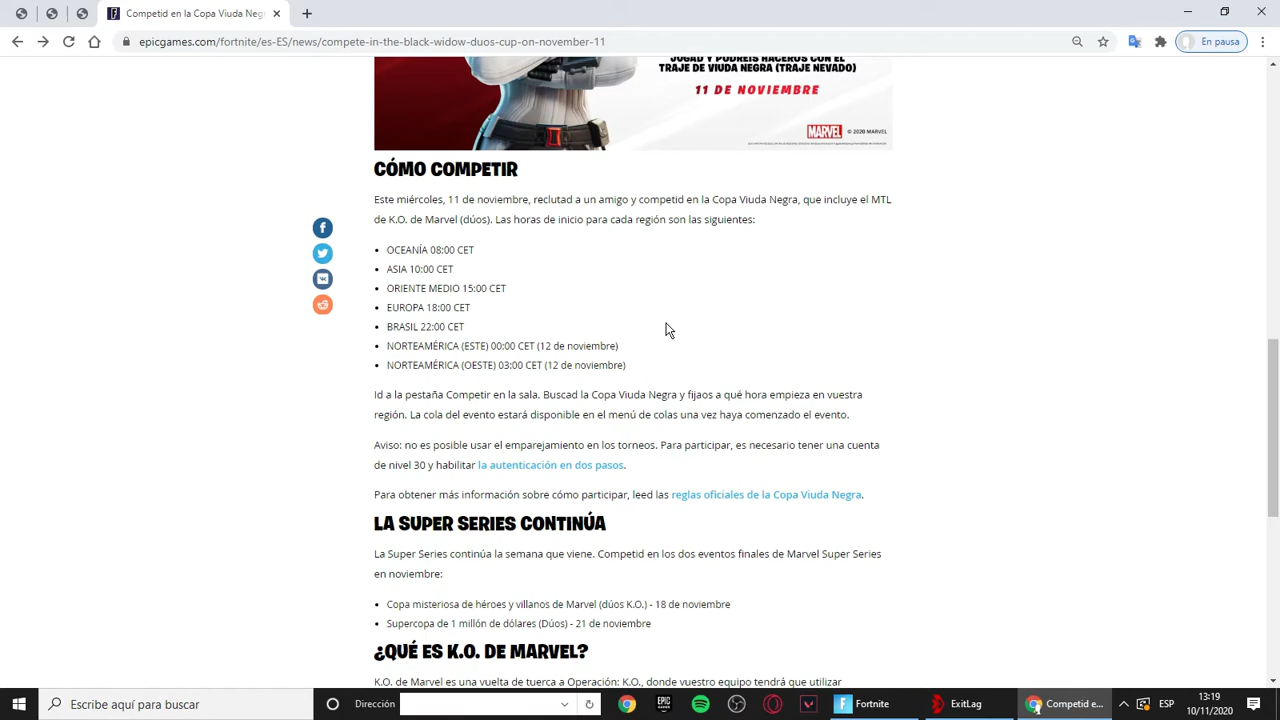 Competid en la Copa Viuda Neg
epicgames.com/fortnite/es-ES/news/compete-in-the-black-widow-duos-cup-on-november-11
En pausa
JUGAD Y PODRÉIS HACEROS CON EL
TRAJE DE VIUDA NEGRA (TRAJE NEVADO)
11 DE NOVIEMBRE
MARVEL © 2020 MARVEL
CÓMO COMPETIR
Este miércoles, 11 de noviembre, reclutad a un amigo y competid en la Copa Viuda Negra, que incluye el MTL
de K.O. de Marvel (dúos). Las horas de inicio para cada región son las siguientes:
• OCEANÍA 08:00 CET
• ASIA 10:00 CET
• ORIENTE MEDIO 15:00 CET
• EUROPA 18:00 CET
• BRASIL 22:00 CET
• NORTEAMÉRICA (ESTE) 00:00 CET (12 de noviembre)
• NORTEAMÉRICA (OESTE) 03:00 CET (12 de noviembre)
Id a la pestaña Competir en la sala. Buscad la Copa Viuda Negra y fijaos a qué hora empieza en vuestra
región. La cola del evento estará disponible en el menú de colas una vez haya comenzado el evento.
Aviso: no es posible usar el emparejamiento en los torneos. Para participar, es necesario tener una cuenta
de nivel 30 y habilitar la autenticación en dos pasos.
Para obtener más información sobre cómo participar, leed las reglas oficiales de la Copa Viuda Negra.
LA SUPER SERIES CONTINÚA
La Super Series continúa la semana que viene. Competid en los dos eventos finales de Marvel Super Series
en noviembre:
• Copa misteriosa de héroes y villanos de Marvel (dúos K.O.) - 18 de noviembre
• Supercopa de 1 millón de dólares (Dúos) - 21 de noviembre
¿QUÉ ES K.O. DE MARVEL?
K.O. de Marvel es una vuelta de tuerca a Operación: K.O., donde vuestro equipo tendrá que utilizar
Escribe aquí para buscar
Dirección
EPIC GAMES
Fortnite
ExitLag
Competid e...
ESP
13:19
10/11/2020